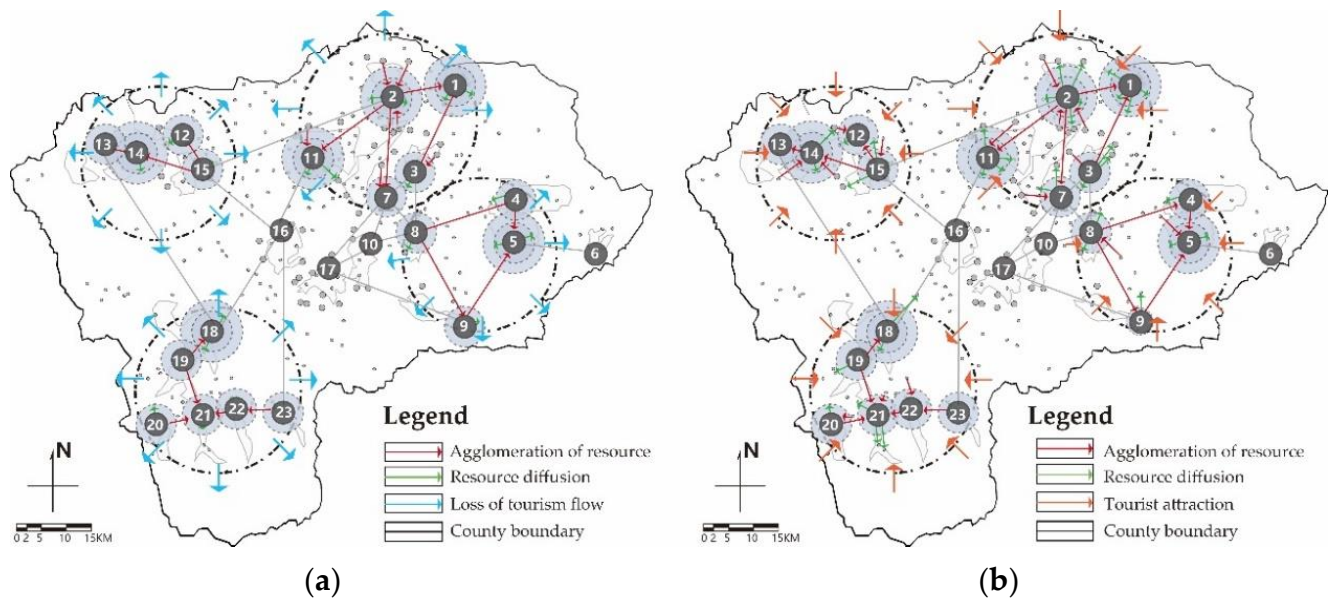 1
2
3
4
5
6
7
8
9
10
11
12
13
14
15
16
17
18
19
20
21
22
23
Legend
Agglomeration of resource
Resource diffusion
Loss of tourism flow
County boundary
N
0 2 5 10 15KM
(a)
1
2
3
4
5
6
7
8
9
10
11
12
13
14
15
16
17
18
19
20
21
22
23
Legend
Agglomeration of resource
Resource diffusion
Tourist attraction
County boundary
N
0 2 5 10 15KM
(b)